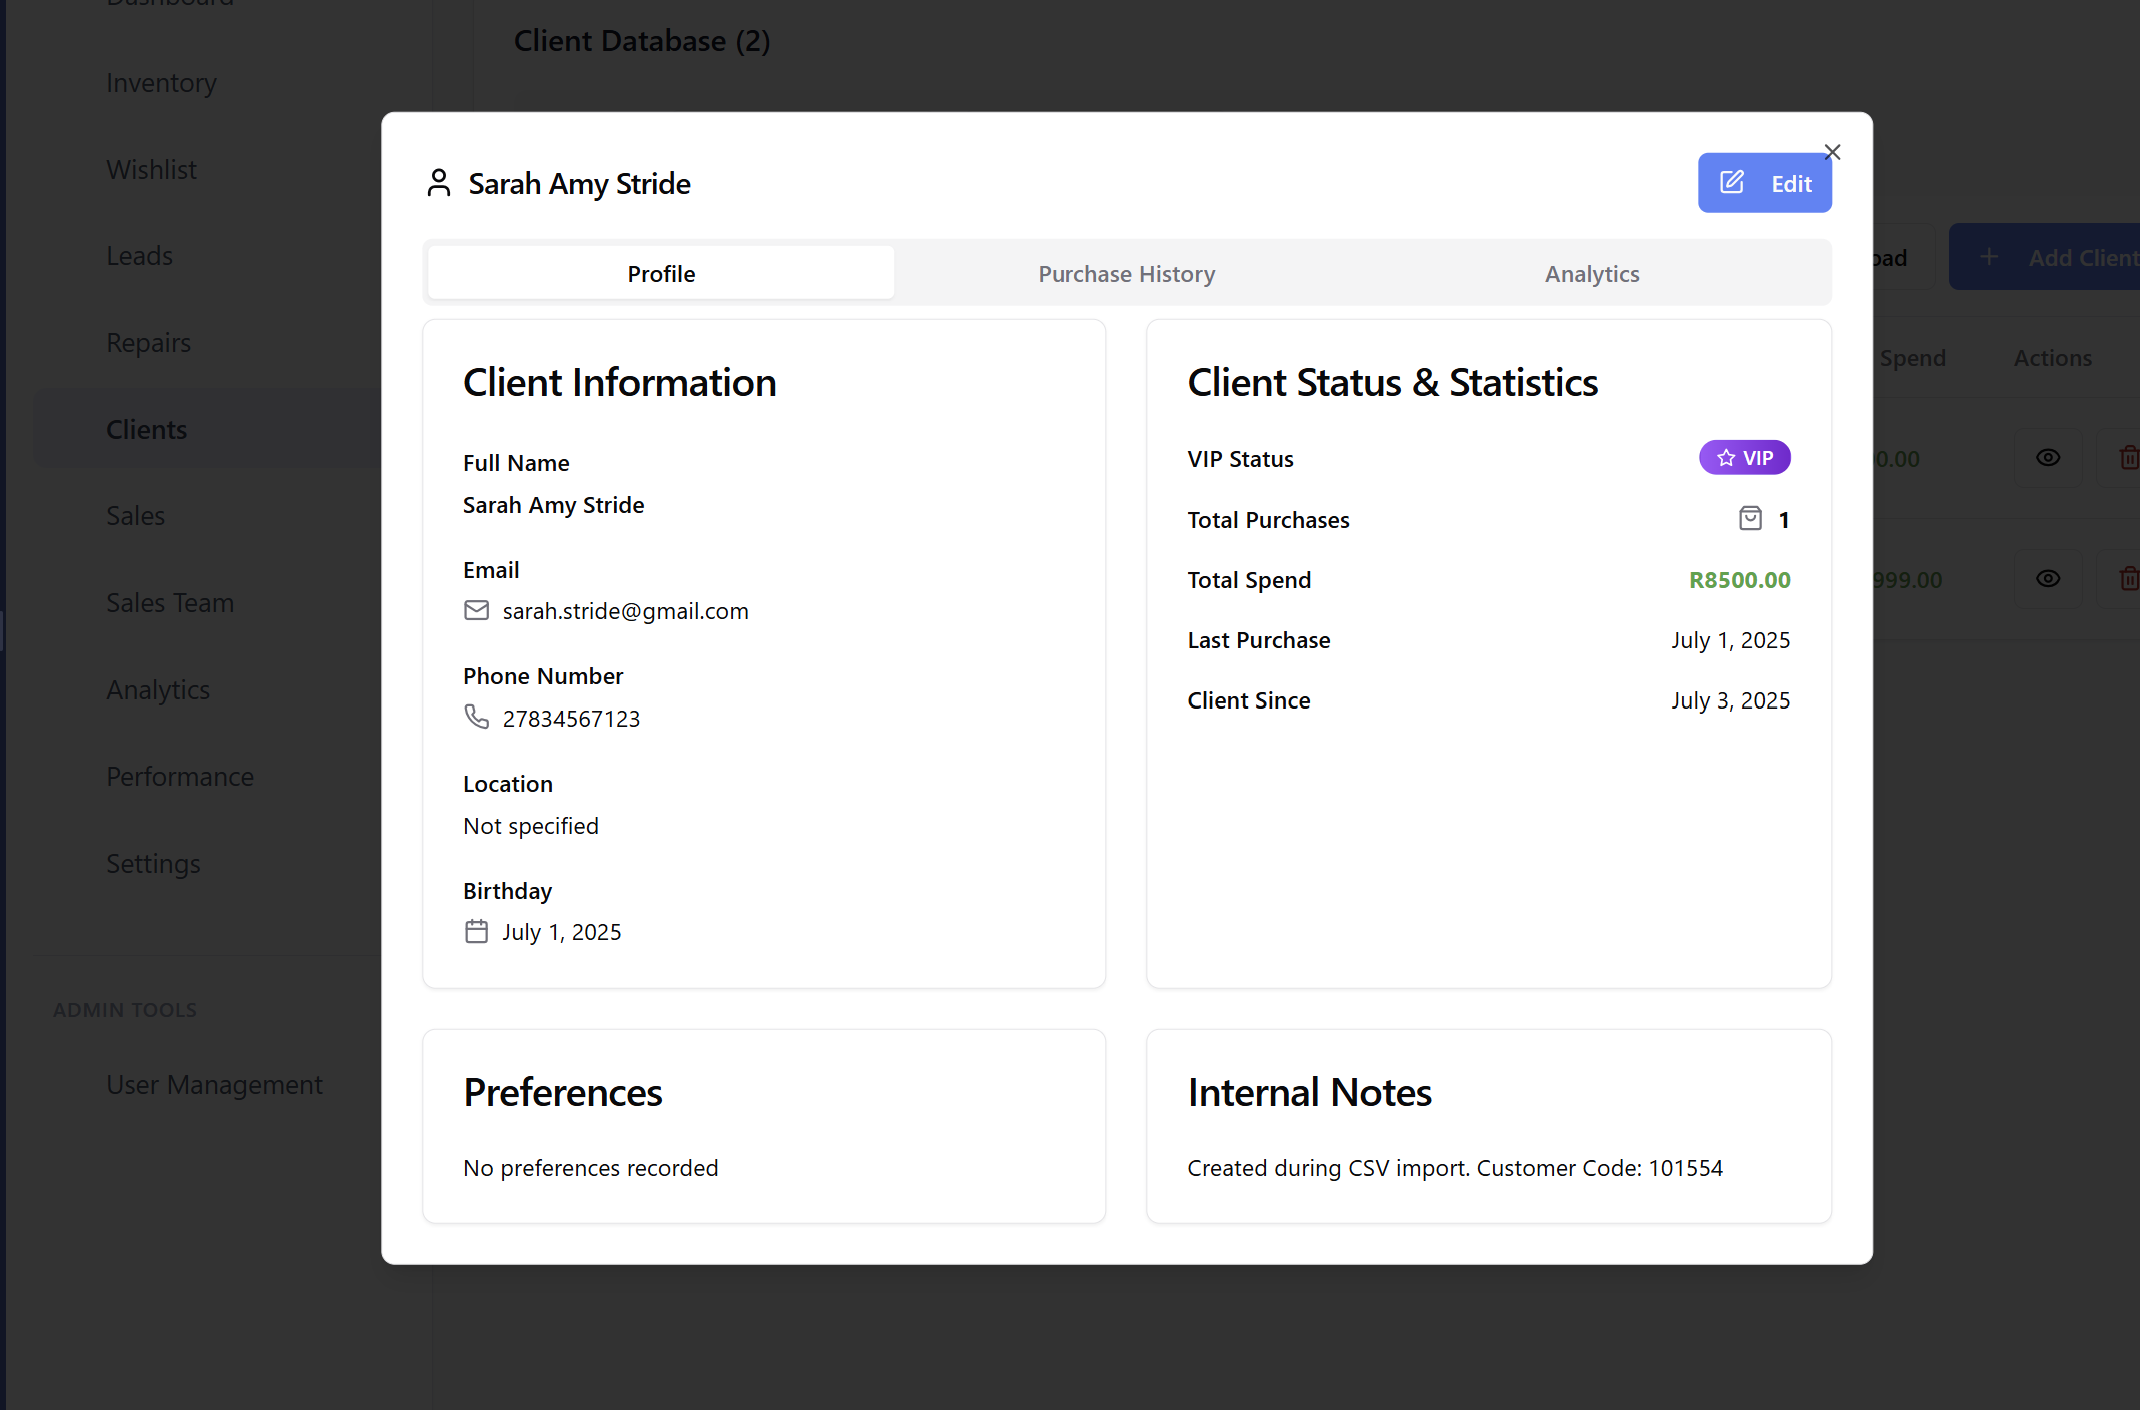 Dashboard
Inventory
Wishlist
Leads
Repairs
Clients
Sales
Sales Team
Analytics
Performance
Settings
ADMIN TOOLS
User Management
Client Database (2)
Add Client
Spend
Actions
0.00
999.00
Sarah Amy Stride
Edit
Profile
Purchase History
Analytics
Client Information
Full Name
Sarah Amy Stride
Email
sarah.stride@gmail.com
Phone Number
27834567123
Location
Not specified
Birthday
July 1, 2025
Client Status & Statistics
VIP Status
VIP
Total Purchases
1
Total Spend
R8500.00
Last Purchase
July 1, 2025
Client Since
July 3, 2025
Preferences
No preferences recorded
Internal Notes
Created during CSV import. Customer Code: 101554